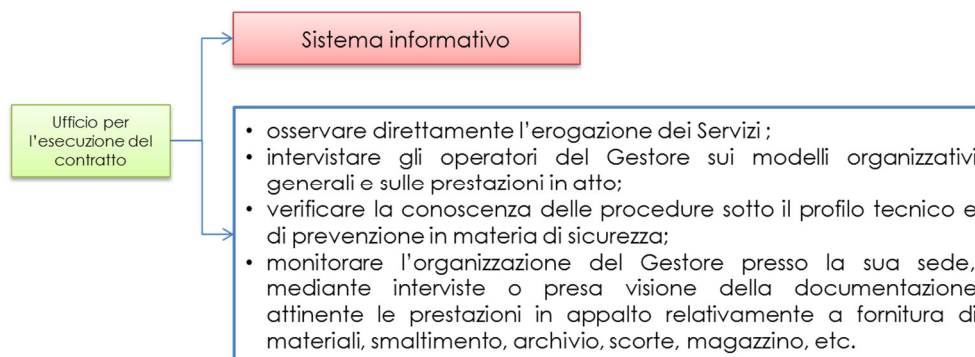 Sistema informativo
Ufficio per
l'esecuzione del
contratto
• osservare direttamente l'erogazione dei Servizi ;
• intervistare gli operatori del Gestore sui modelli organizzativi
generali e sulle prestazioni in atto;
• verificare la conoscenza delle procedure sotto il profilo tecnico e
di prevenzione in materia di sicurezza;
• monitorare l'organizzazione del Gestore presso la sua sede,
mediante interviste o presa visione della documentazione
attinente le prestazioni in appalto relativamente a fornitura di
materiali, smaltimento, archivio, scorte, magazzino, etc.